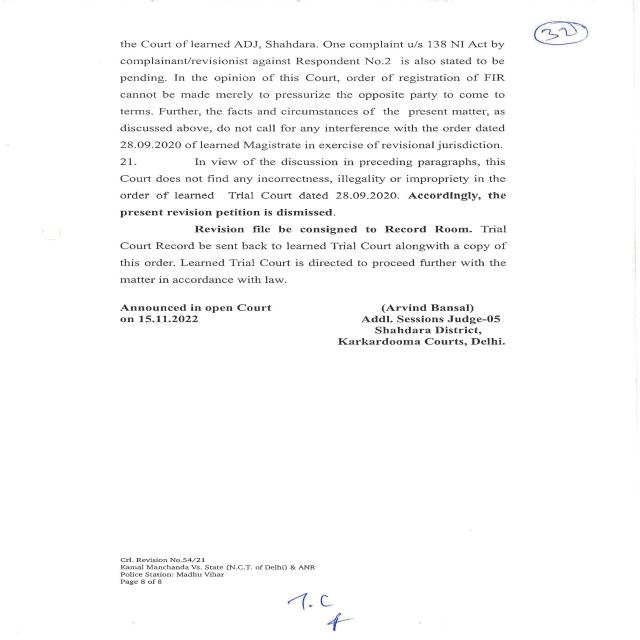 32
the Court of learned ADJ, Shahdara. One complaint u/s 138 NI Act by
complainant/revisionist against Respondent No.2 is also stated to be
pending. In the opinion of this Court, order of registration of FIR
cannot be made merely to pressurize the opposite party to come to
terms. Further, the facts and circumstances of the present matter, as
discussed above, do not call for any interference with the order dated
28.09.2020 of learned Magistrate in exercise of revisional jurisdiction.
21. In view of the discussion in preceding paragraphs, this
Court does not find any incorrectness, illegality or impropriety in the
order of learned Trial Court dated 28.09.2020. Accordingly, the
present revision petition is dismissed.
Revision file be consigned to Record Room. Trial
Court Record be sent back to learned Trial Court alongwith a copy of
this order. Learned Trial Court is directed to proceed further with the
matter in accordance with law.
Announced in open Court (Arvind Bansal)
on 15.11.2022 Addl. Sessions Judge-05
Shahdara District,
Karkardooma Courts, Delhi.
Crl. Revision No.54/21
Kamal Manchanda Vs. State (N.C.T. of Delhi) & ANR
Police Station: Madhu Vihar
Page 8 of 8
T.C